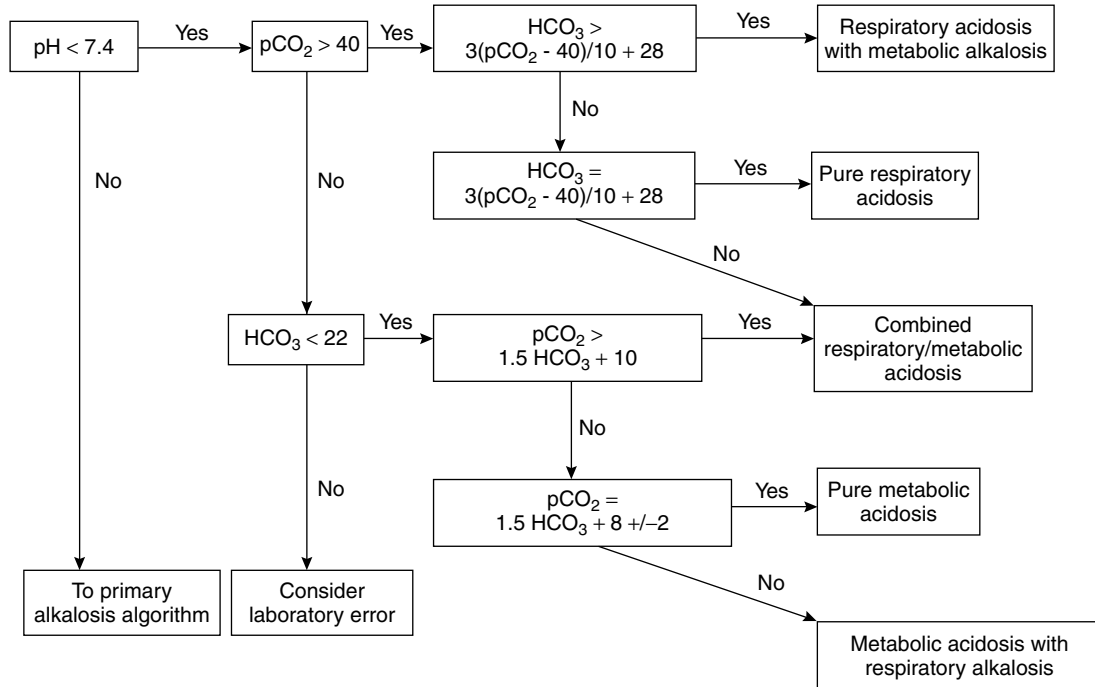 pH < 7.4
Yes
pCO₂ > 40
Yes
HCO₃ >
3(pCO₂ - 40)/10 + 28
Yes
Respiratory acidosis
with metabolic alkalosis
No
No
No
HCO₃ =
3(pCO₂ - 40)/10 + 28
Yes
Pure respiratory
acidosis
No
HCO₃ < 22
Yes
pCO₂ >
1.5 HCO₃ + 10
Yes
Combined
respiratory/metabolic
acidosis
No
No
pCO₂ =
1.5 HCO₃ + 8 +/–2
Yes
Pure metabolic
acidosis
No
To primary
alkalosis algorithm
Consider
laboratory error
Metabolic acidosis with
respiratory alkalosis